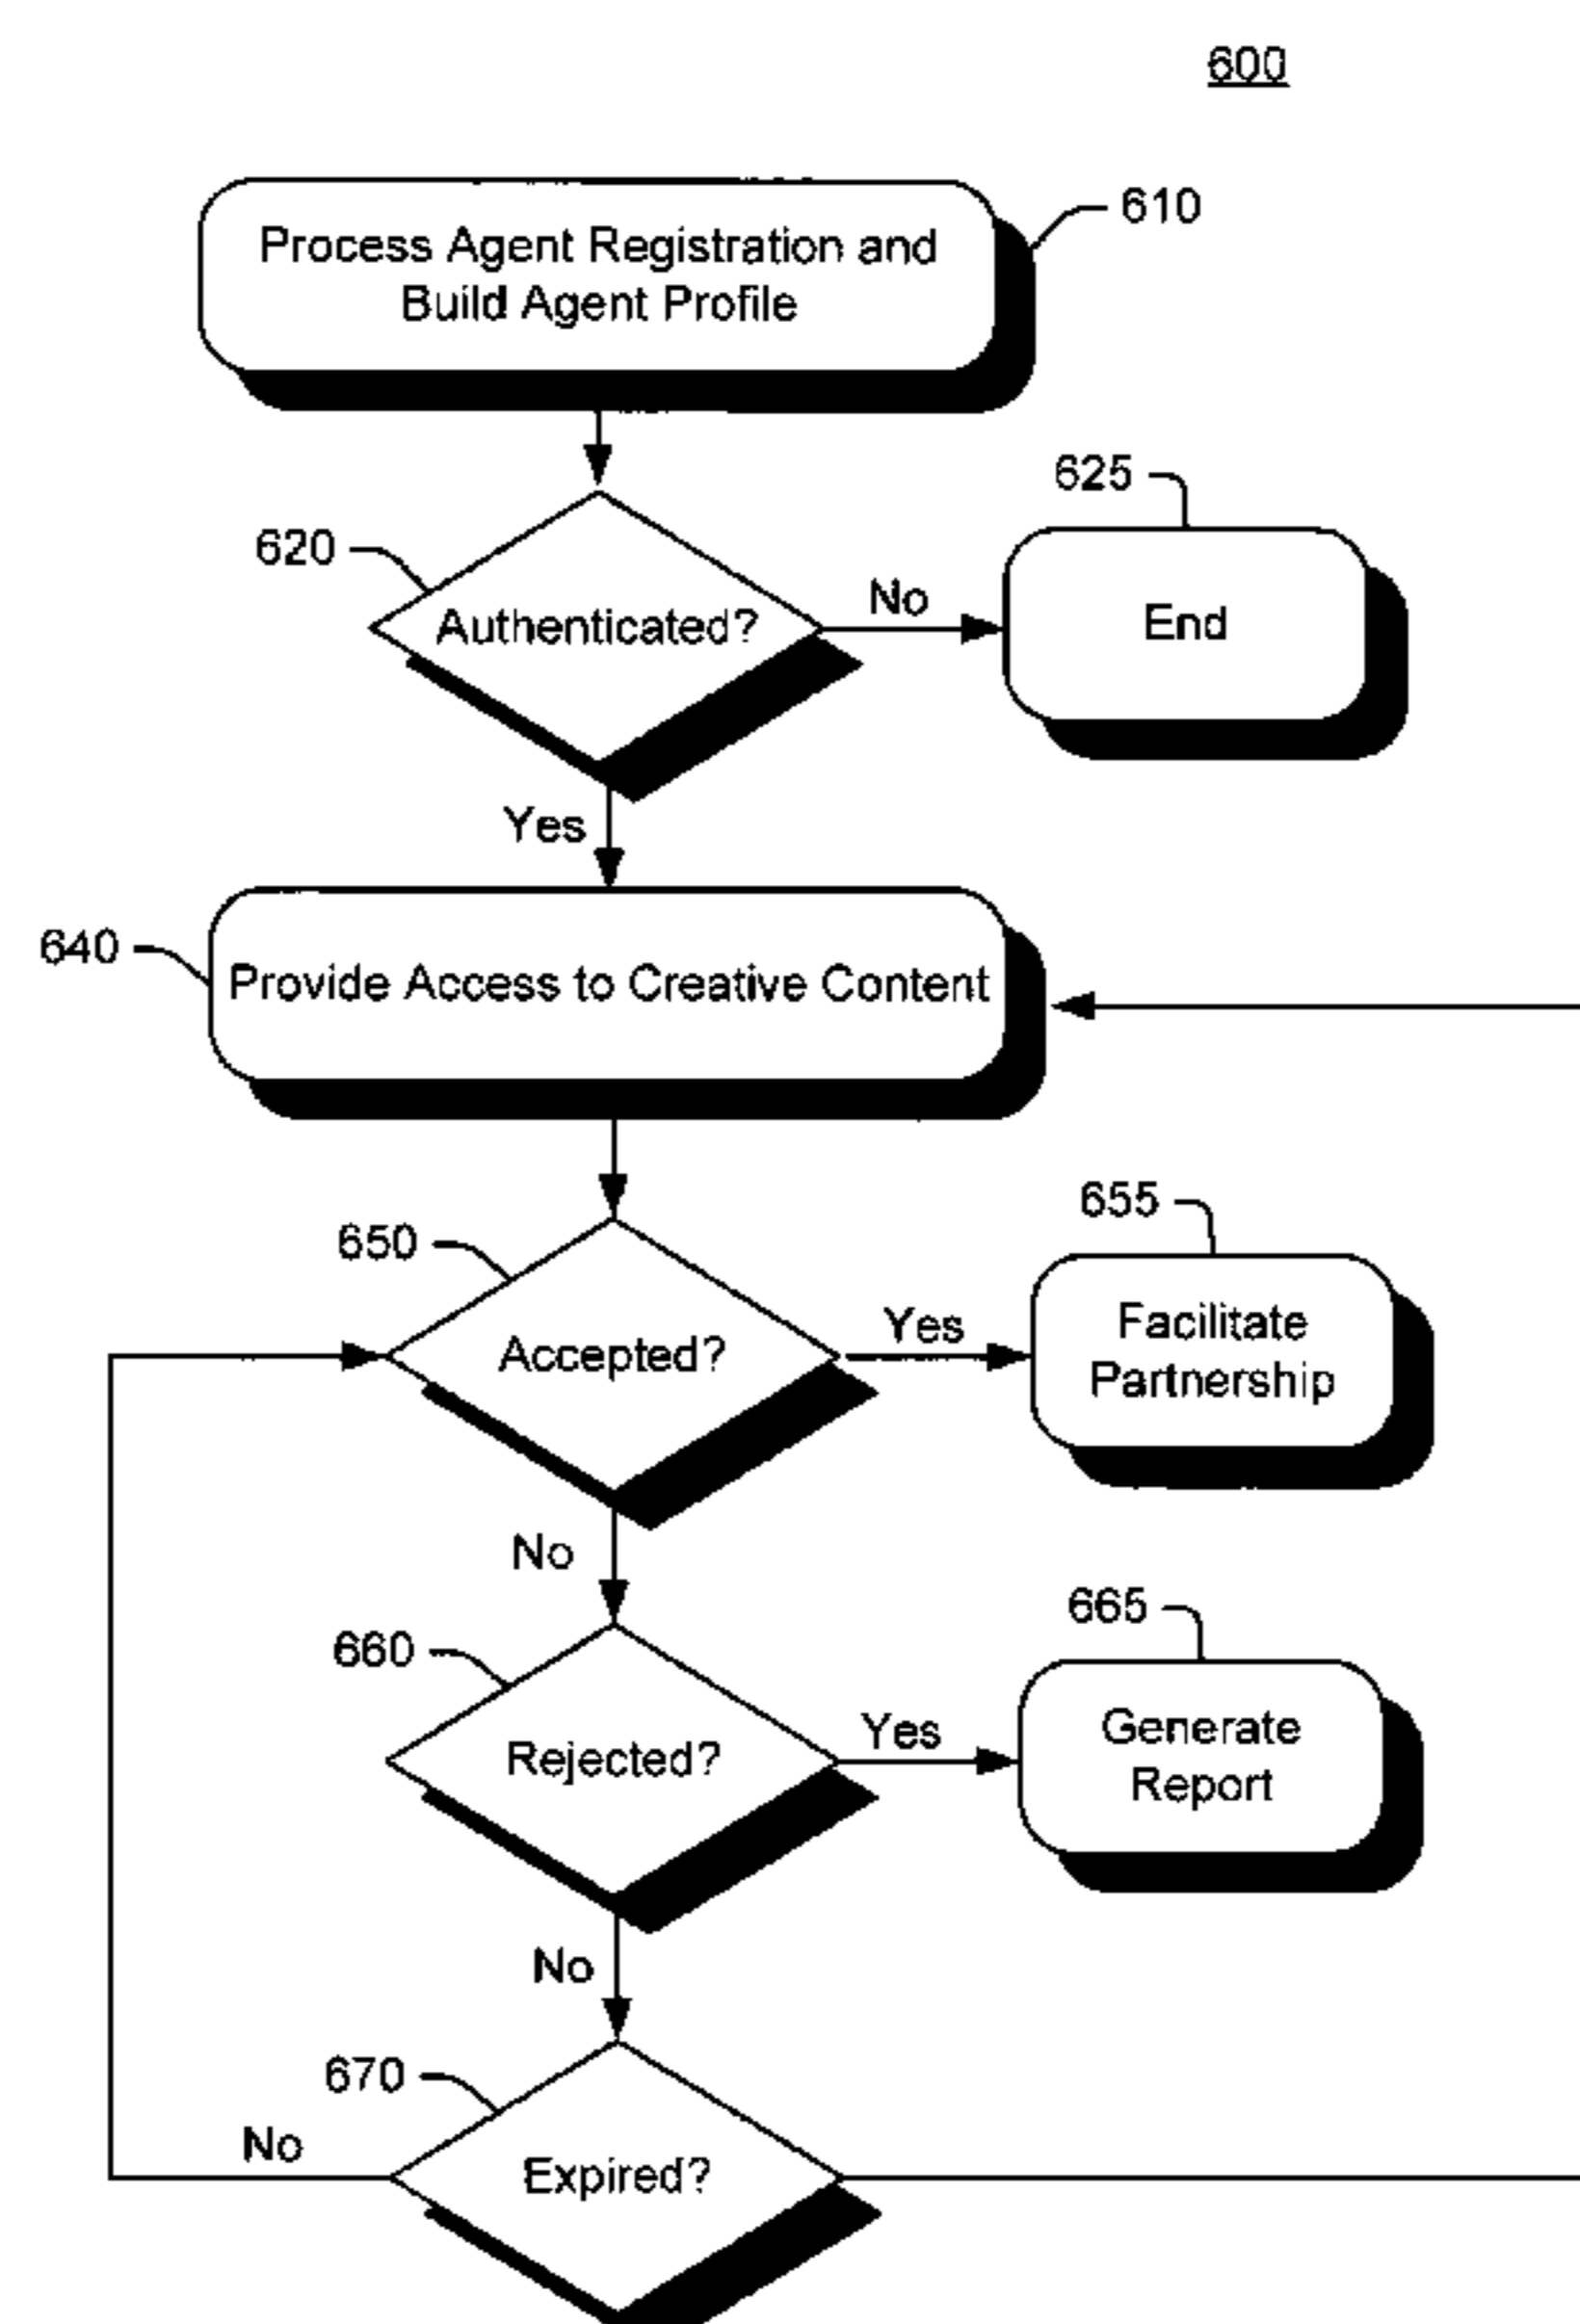 600
Process Agent Registration and
Build Agent Profile
610
620
Authenticated?
No
625
End
Yes
640
Provide Access to Creative Content
650
Accepted?
Yes
655
Facilitate
Partnership
No
660
Rejected?
Yes
665
Generate
Report
No
670
Expired?
No